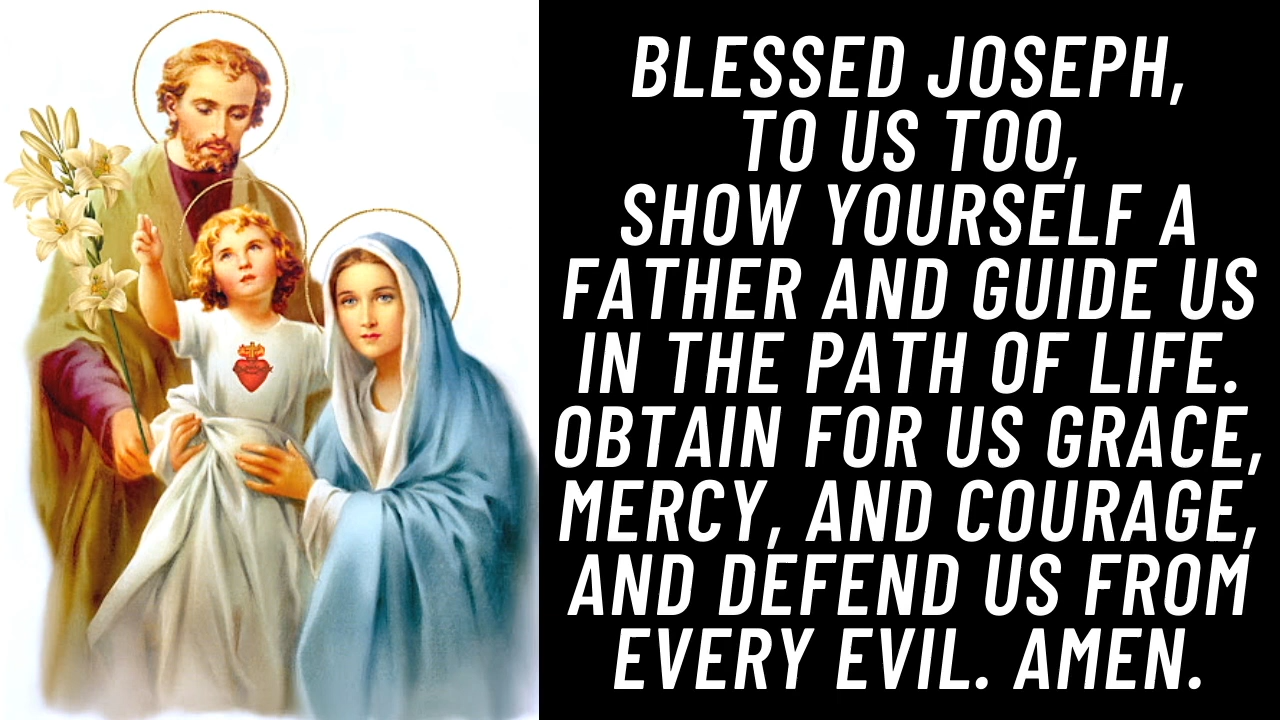 BLESSED JOSEPH,
TO US TOO,
SHOW YOURSELF A
FATHER AND GUIDE US
IN THE PATH OF LIFE.
OBTAIN FOR US GRACE,
MERCY, AND COURAGE,
AND DEFEND US FROM
EVERY EVIL. AMEN.